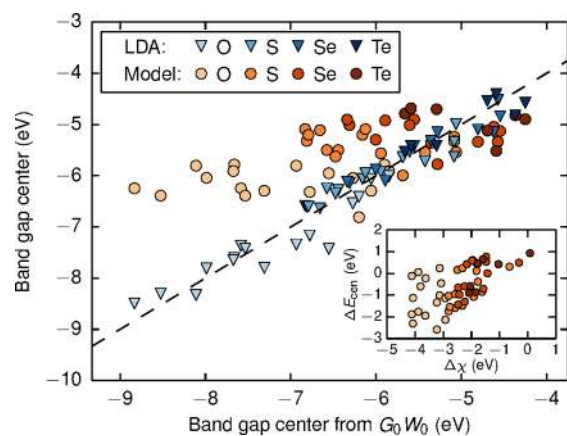 LDA: O S Se Te
Model: O S Se Te
−3
−4
−5
−6
−7
−8
−9
−10
Band gap center (eV)
−9 −8 −7 −6 −5 −4
Band gap center from G₀W₀ (eV)
2
1
0
−1
−2
−3
ΔE_cen (eV)
−5 −4 −3 −2 −1 0 1
Δχ (eV)